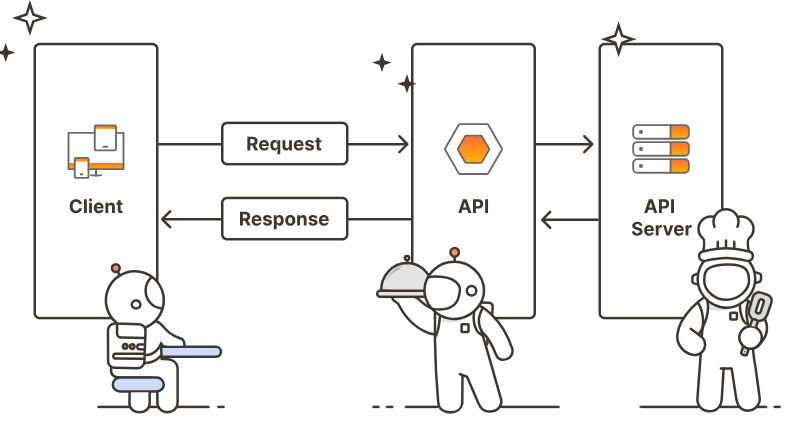 Request
Client
Response
API
API
Server